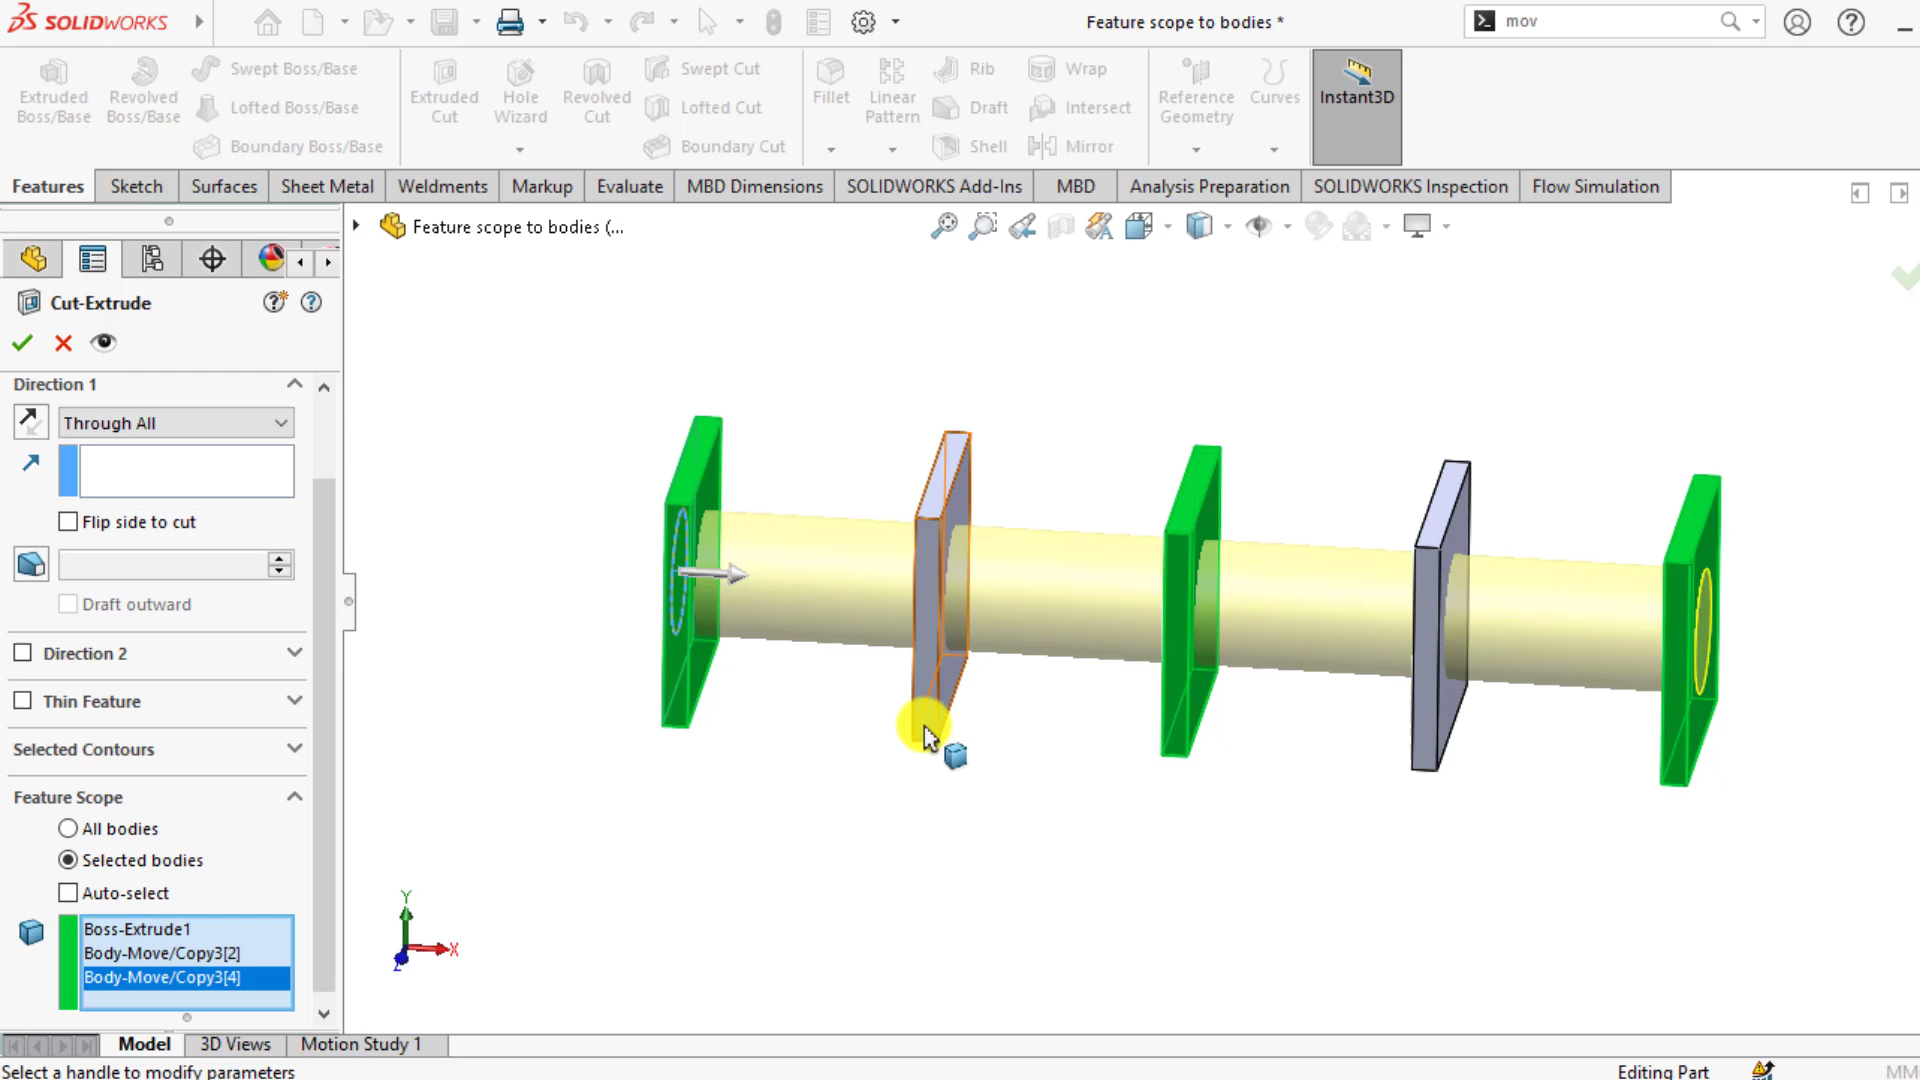 SOLIDWORKS
Feature scope to bodies *
mov
Extruded Boss/Base
Revolved Boss/Base
Swept Boss/Base
Lofted Boss/Base
Boundary Boss/Base
Extruded Cut
Hole Wizard
Revolved Cut
Swept Cut
Lofted Cut
Boundary Cut
Fillet
Linear Pattern
Rib
Draft
Shell
Wrap
Intersect
Mirror
Reference Geometry
Curves
Instant3D
Features
Sketch
Surfaces
Sheet Metal
Weldments
Markup
Evaluate
MBD Dimensions
SOLIDWORKS Add-Ins
MBD
Analysis Preparation
SOLIDWORKS Inspection
Flow Simulation
Feature scope to bodies (...
Cut-Extrude
Direction 1
Through All
Flip side to cut
Draft outward
Direction 2
Thin Feature
Selected Contours
Feature Scope
All bodies
Selected bodies
Auto-select
Boss-Extrude1
Body-Move/Copy3[2]
Body-Move/Copy3[4]
Y
X
Z
Model
3D Views
Motion Study 1
Select a handle to modify parameters
Editing Part
MM